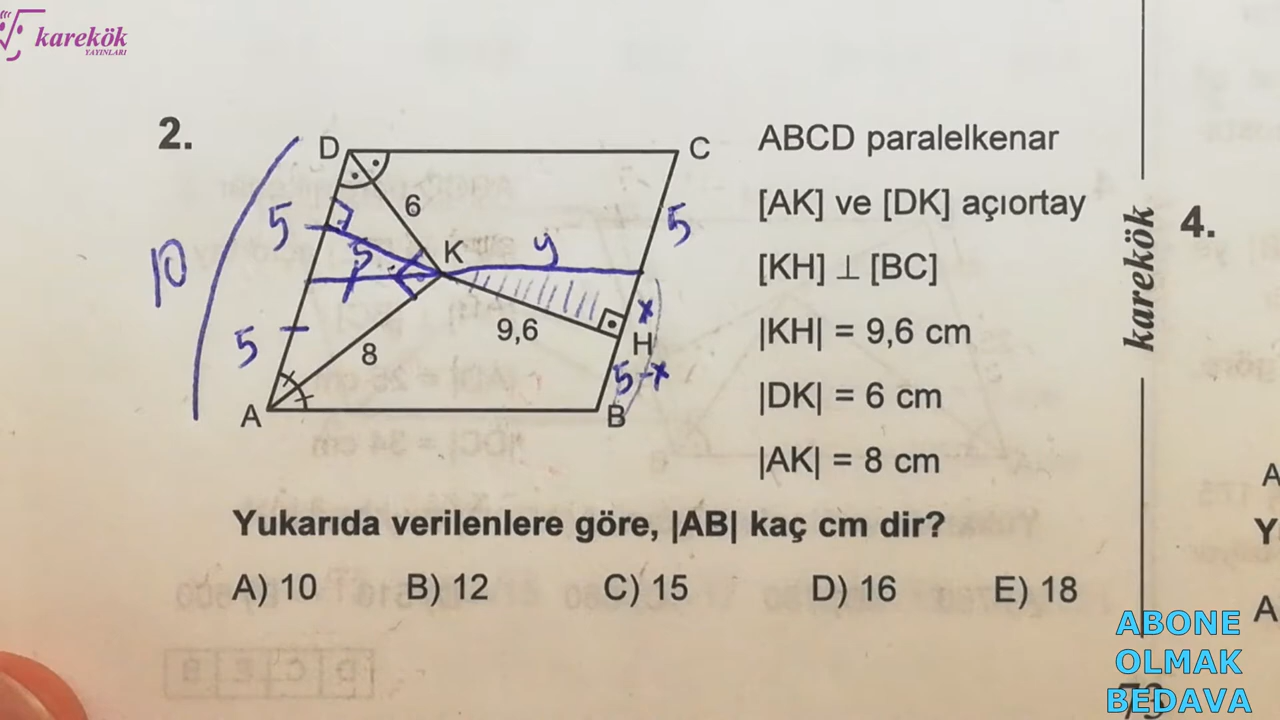 karekök
YAYINLARI
2.
D
C
ABCD paralelkenar
6
5
5
[AK] ve [DK] açıortay
karekök
4.
10
5
K
y
[KH] ⊥ [BC]
x
9,6
H
|KH| = 9,6 cm
5
8
5-x
|DK| = 6 cm
A
B
|AK| = 8 cm
A
Yukarıda verilenlere göre, |AB| kaç cm dir?
Y
A) 10 B) 12 C) 15 D) 16 E) 18
A
ABONE
OLMAK
BEDAVA